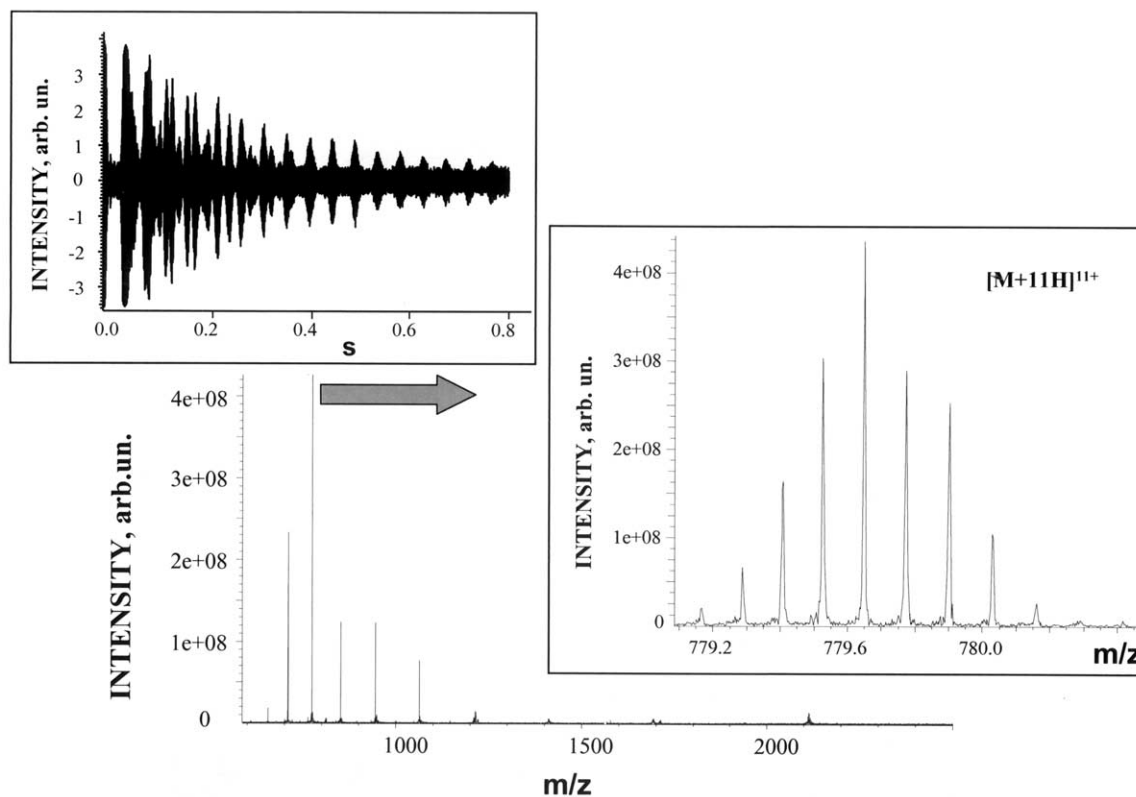 INTENSITY, arb. un.
3
2
1
0
-1
-2
-3
0.0 0.2 0.4 0.6 0.8
s
INTENSITY, arb.un.
4e+08
3e+08
2e+08
1e+08
0
1000 1500 2000
m/z
INTENSITY, arb. un.
[M+11H]11+
4e+08
3e+08
2e+08
1e+08
0
779.2 779.6 780.0
m/z